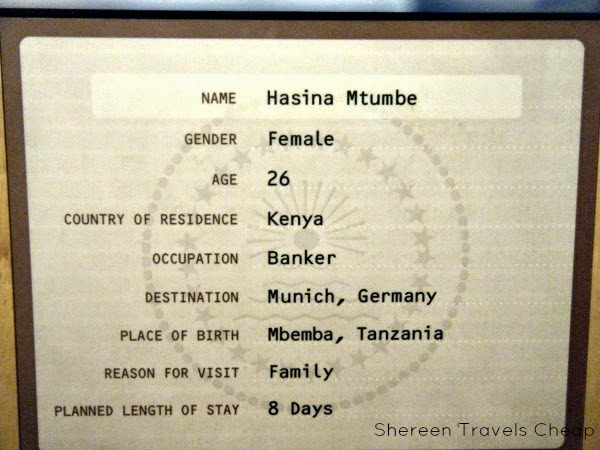 NAME Hasina Mtumbe
GENDER Female
AGE 26
COUNTRY OF RESIDENCE Kenya
OCCUPATION Banker
DESTINATION Munich, Germany
PLACE OF BIRTH Mbemba, Tanzania
REASON FOR VISIT Family
PLANNED LENGTH OF STAY 8 Days
Shereen Travels Cheap